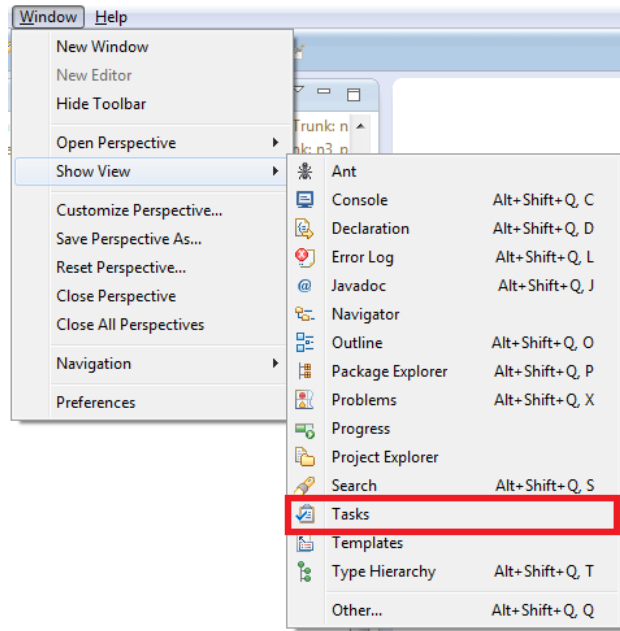 Window Help
New Window
New Editor
Hide Toolbar
Trunk: n
Open Perspective
nk: n3_p
Show View
Customize Perspective...
Save Perspective As...
Reset Perspective...
Close Perspective
Close All Perspectives
Navigation
Preferences
Ant
Console Alt+Shift+Q, C
Declaration Alt+Shift+Q, D
Error Log Alt+Shift+Q, L
Javadoc Alt+Shift+Q, J
Navigator
Outline Alt+Shift+Q, O
Package Explorer Alt+Shift+Q, P
Problems Alt+Shift+Q, X
Progress
Project Explorer
Search Alt+Shift+Q, S
Tasks
Templates
Type Hierarchy Alt+Shift+Q, T
Other... Alt+Shift+Q, Q